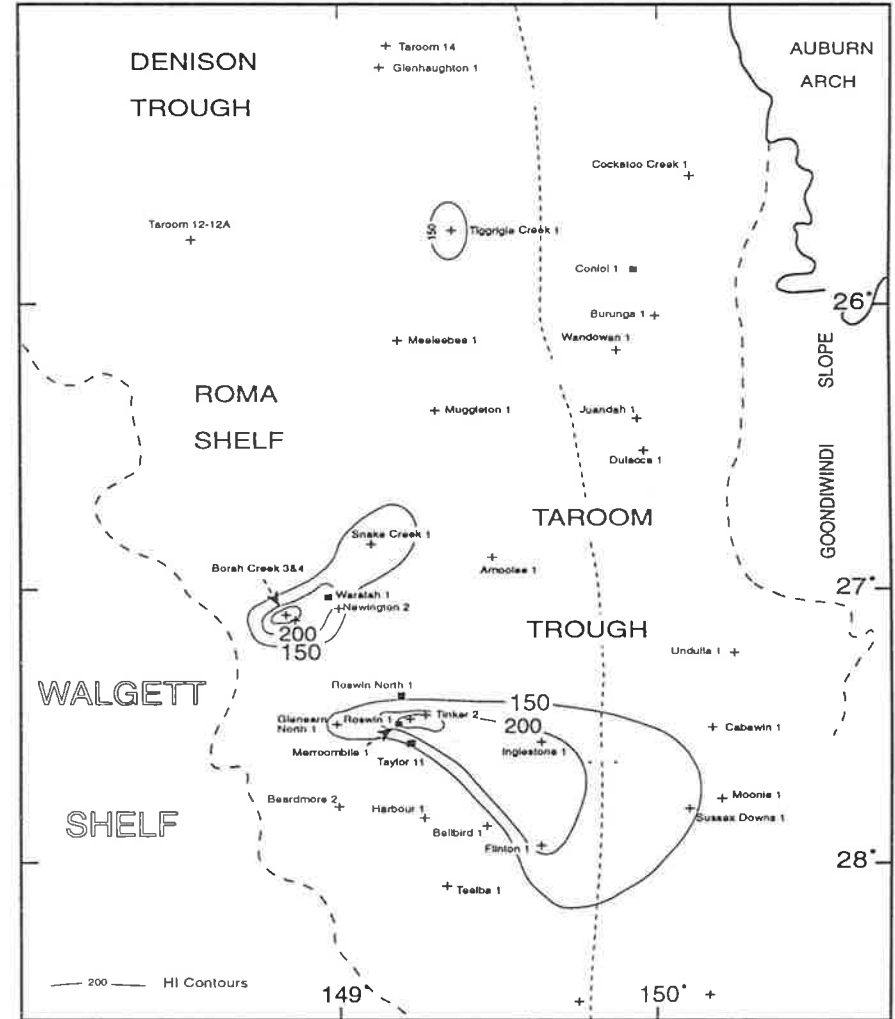 Taroom 14
Glenhaughton 1
DENISON
TROUGH
AUBURN
ARCH
Cockatoo Creek 1
Taroom 12-12A
150
Tiggrigie Creek 1
Conloi 1
26°
Burunga 1
Wandowan 1
Meeleebee 1
SLOPE
ROMA
SHELF
Muggleton 1
Juandah 1
Dulacca 1
GOONDIWINDI
TAROOM
Snake Creek 1
Borah Creek 3&4
Amoolee 1
27°
Waratah 1
Newington 2
200
150
TROUGH
Undulla 1
WALGETT
Roswin North 1
150
Glenearn
North 1
Roswin 1
Tinker 2
200
Cabawin 1
Merroombile 1
Inglestone 1
Taylor 11
Beardmore 2
Harbour 1
Moonie 1
Sussex Downs 1
SHELF
Bellbird 1
Flinton 1
28°
Teelba 1
200 HI Contours
149°
150°